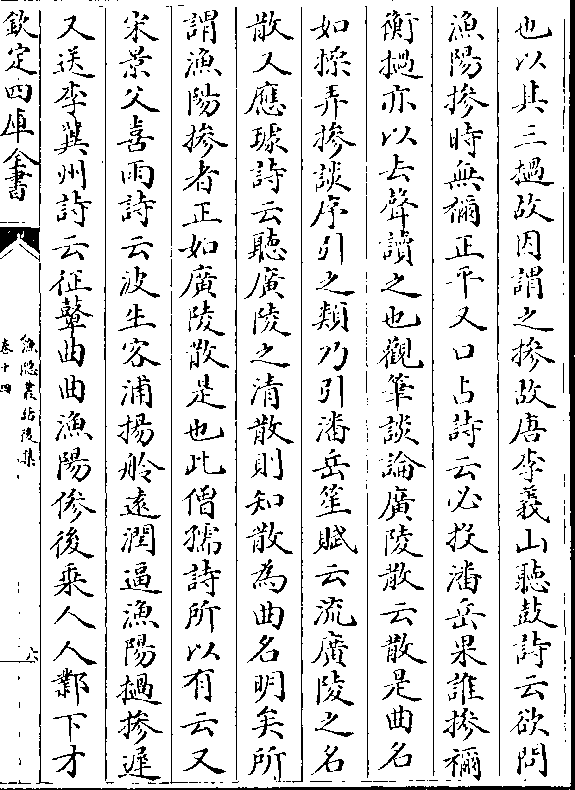 也以其三撾故因謂之摻故唐李義山聽鼓詩云欲問
漁陽摻時無禰正平又口占詩云必投潘岳果誰摻禰
衡撾亦以去聲讀之也觀筆談論廣陵散云散是曲名
如操弄摻談序引之類乃引潘岳笙賦云流廣陵之名
散又應璩詩云聽廣陵之清散則知散為曲名明矣所
謂漁陽摻者正如廣陵散是也此僧孺詩所以有云又
宋景父喜雨詩云波生客浦揚舲遠潤逼漁陽撾摻遲
又送李冀州詩云征鼙曲曲漁陽慘後乘人人鄴下才
欽定四庫全書
漁隠叢話後集
卷十四
六